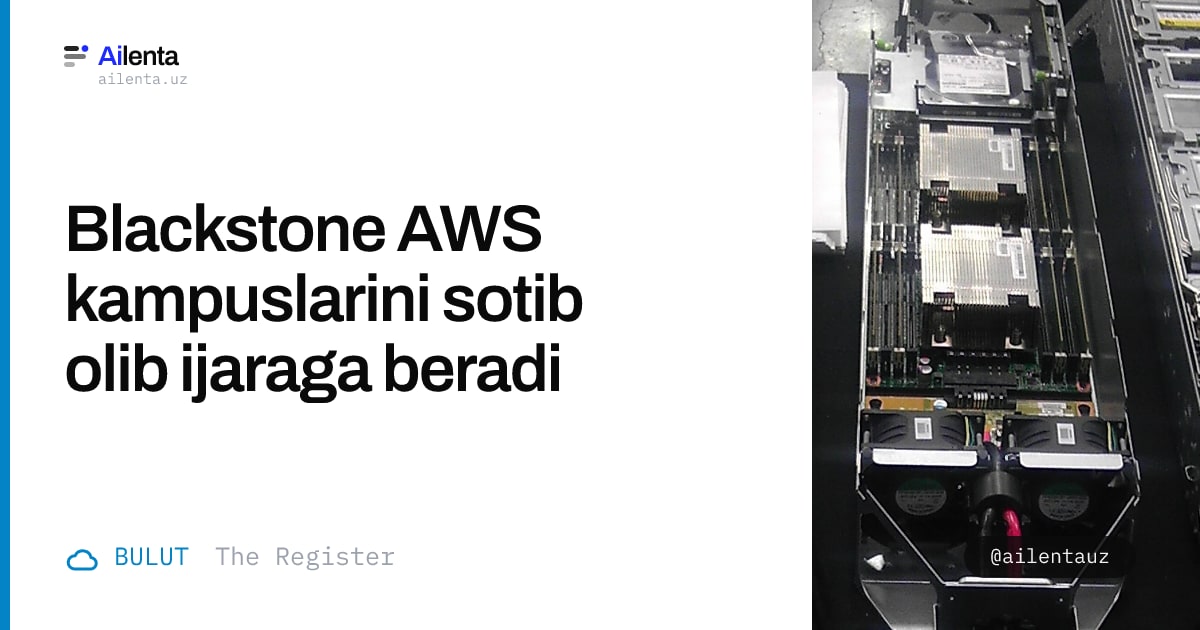 Ailenta
ailenta.uz
Blackstone AWS
kampuslarini sotib
olib ijaraga beradi
BULUT The Register
@ailentauz